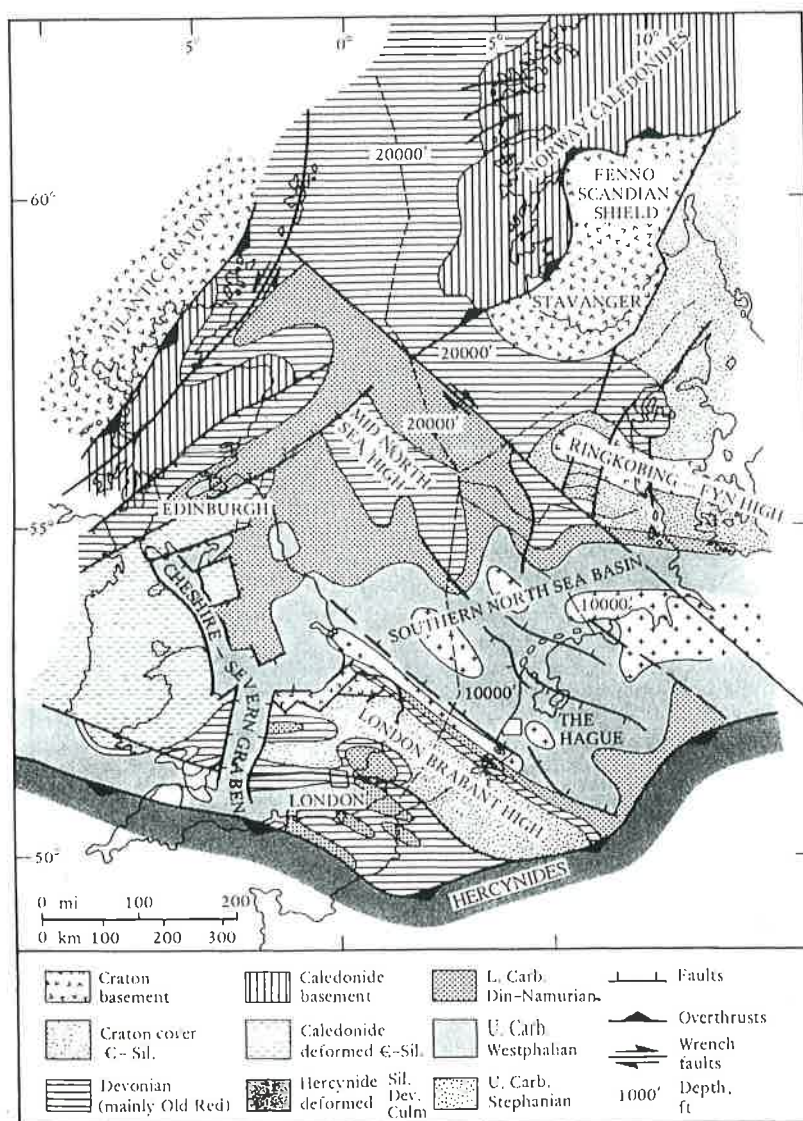 5°
0°
5°
10°
60°
55°
50°
NORWAY CALEDONIDES
20000'
FENNO
SCANDIAN
SHIELD
ATLANTIC CRATON
STAVANGER
20000'
20000'
MID NORTH
SEA HIGH
RINGKOBING – FYN HIGH
EDINBURGH
SOUTHERN NORTH SEA BASIN
10000'
CHESHIRE – SEVERN GRABEN
10000'
THE
HAGUE
LONDON BRABANT HIGH
LONDON
HERCYNIDES
0 mi 100 200
0 km 100 200 300
Craton
basement
Caledonide
basement
L. Carb.
Din–Namurian
Faults
Craton cover
Є– Sil.
Caledonide
deformed Є–Sil.
U. Carb.
Westphalian
Overthrusts
Wrench
faults
Devonian
(mainly Old Red)
Hercynide
deformed
Sil.
Dev.
Culm
U. Carb.
Stephanian
1000'
Depth,
ft